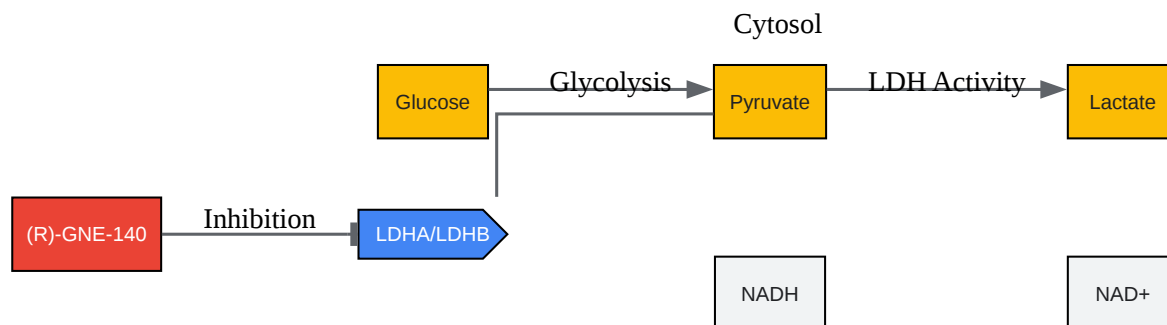 Cytosol
Glucose
Glycolysis
Pyruvate
LDH Activity
Lactate
(R)-GNE-140
Inhibition
LDHA/LDHB
NADH
NAD+